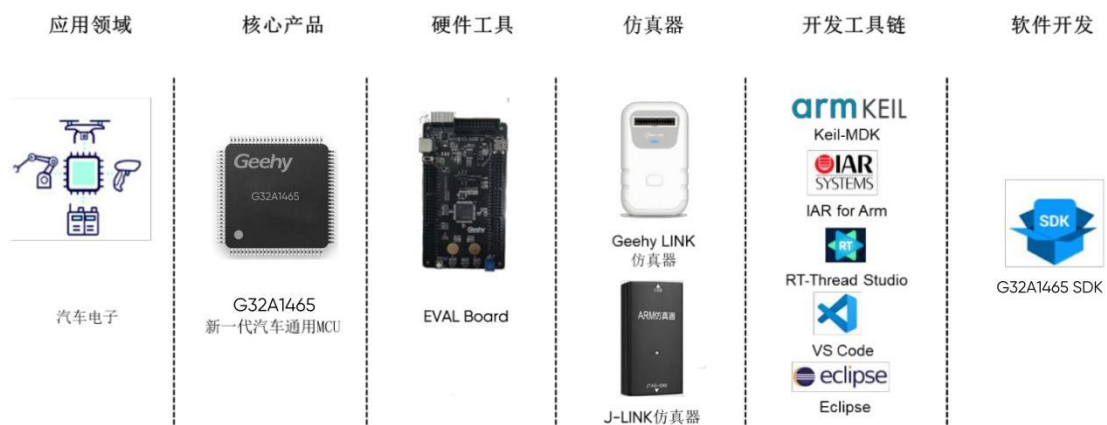 应用领域
核心产品
硬件工具
仿真器
开发工具链
软件开发
汽车电子
Geehy
G32A1465
G32A1465
新一代汽车通用MCU
EVAL Board
Geehy LINK
仿真器
ARM仿真器
J-LINK仿真器
arm KEIL
Keil-MDK
IAR
SYSTEMS
IAR for Arm
RT
RT-Thread Studio
VS Code
eclipse
Eclipse
SDK
G32A1465 SDK